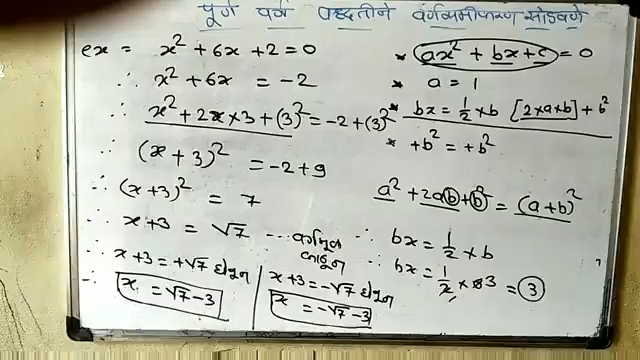 पूर्ण वर्ग पद्धतीने वर्गसमीकरण सोडवणे
ex = x² + 6x + 2 = 0
∴ x² + 6x = -2
∴ x² + 2x × 3 + (3)² = -2 + (3)²
∴ (x + 3)² = -2 + 9
∴ (x + 3)² = 7
∴ x + 3 = √7 ... वर्गमूळ काढून
∴ x + 3 = +√7 घेवून
∴ x = √7 - 3
x + 3 = -√7 घेवून
x = -√7 - 3
* ax² + bx + c = 0
* a = 1
* bx = 1/2 × b [2×a×b] + b²
* +b² = +b²
a² + 2ab + b² = (a + b)²
∴ bx = 1/2 × b
∴ bx = 1/2 × 6 3 = 3